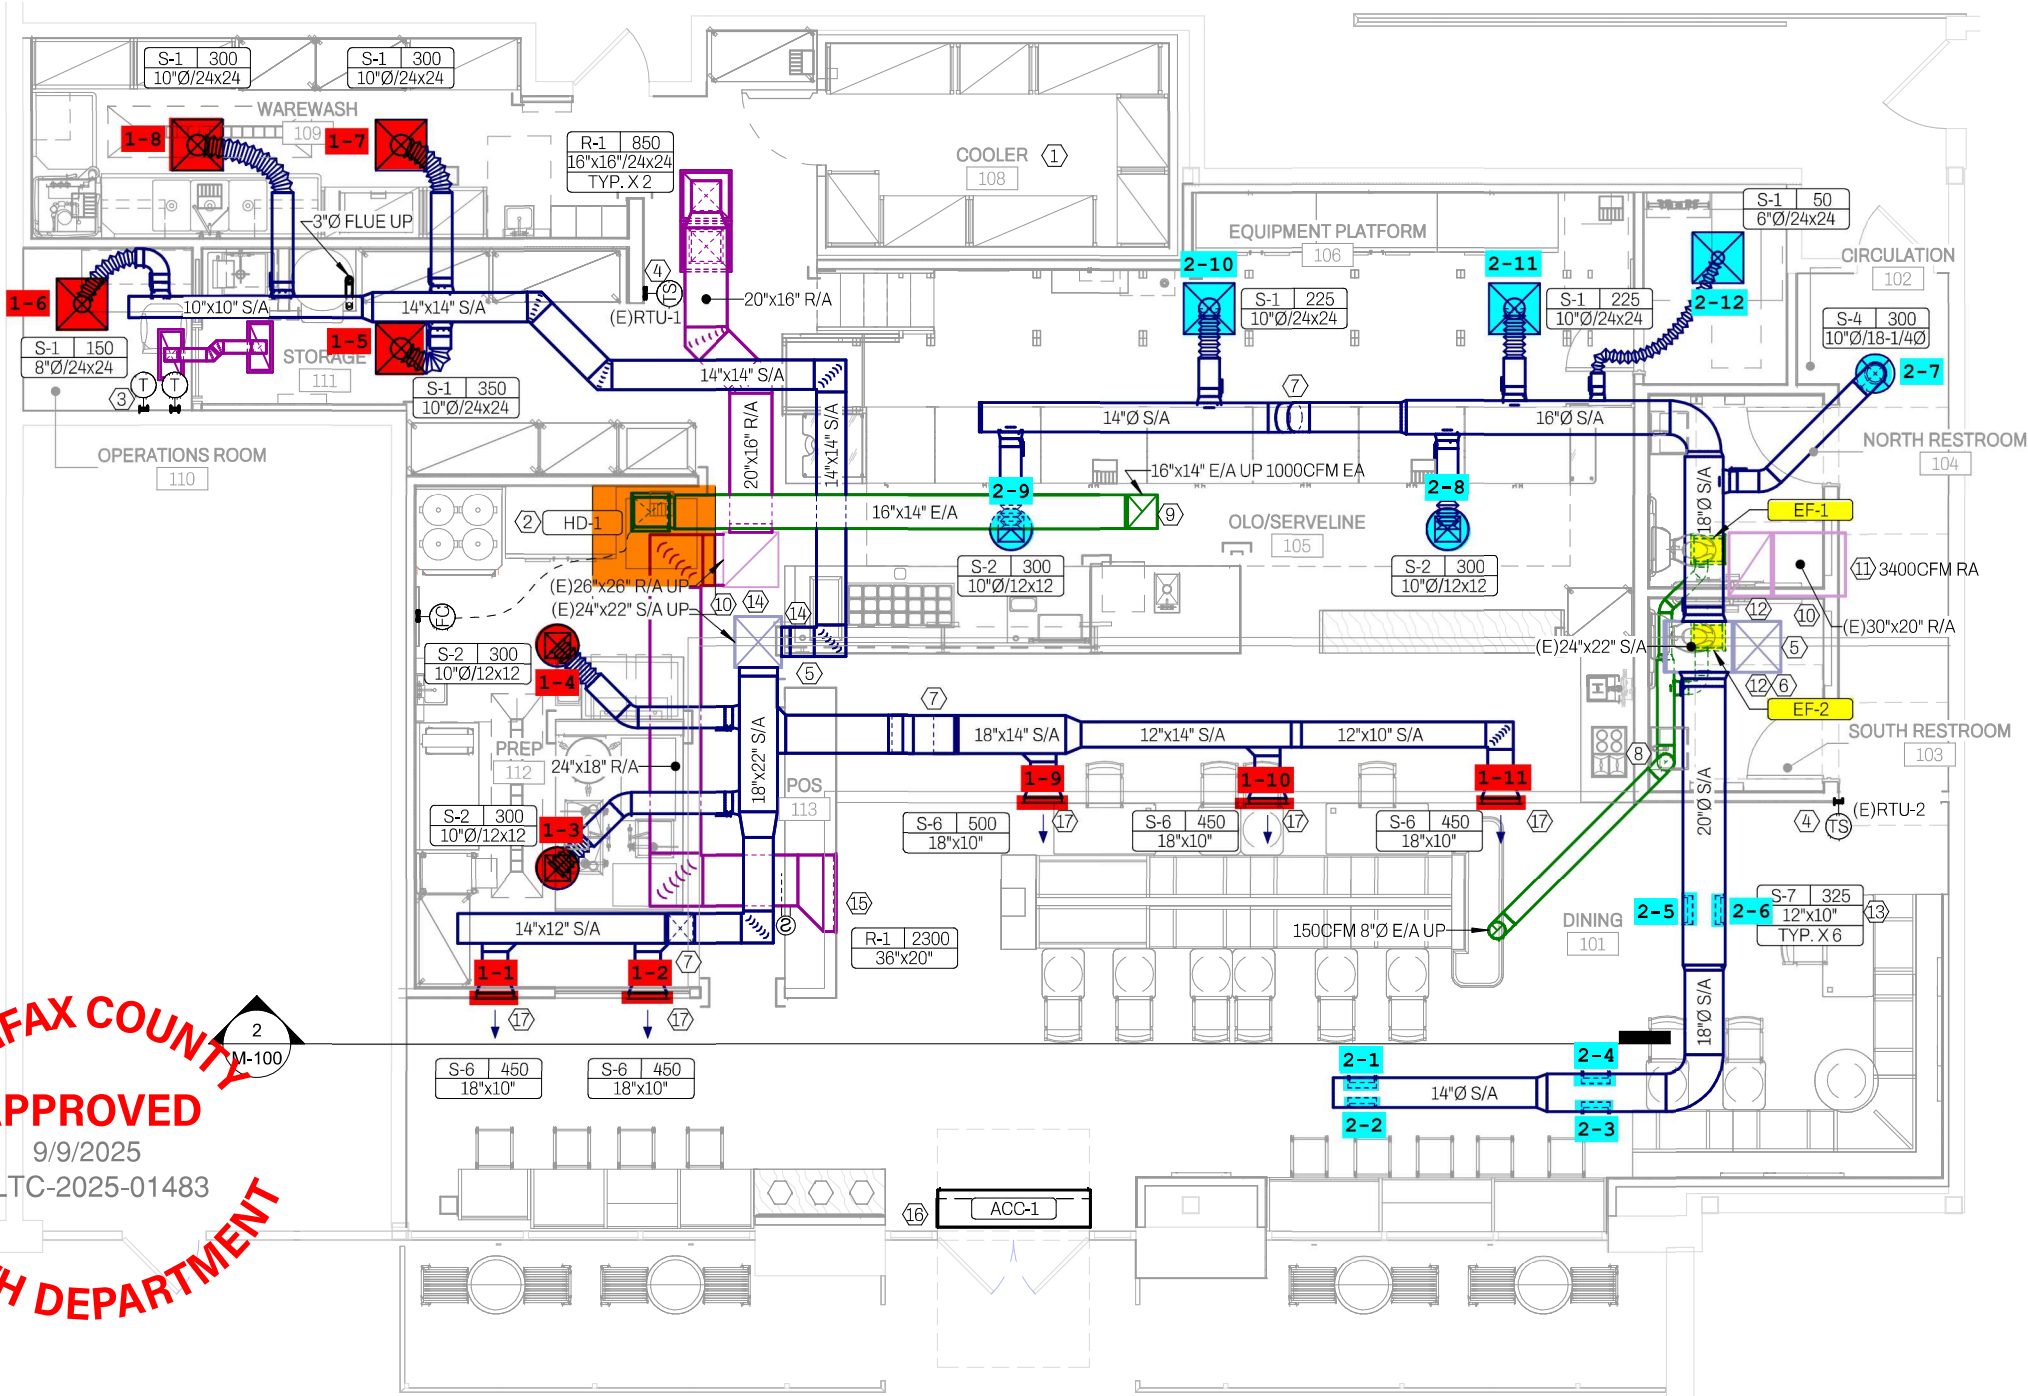 S-1 300
10"Ø/24x24
S-1 300
10"Ø/24x24
WAREWASH
109
1-8
1-7
R-1 850
16"x16"/24x24
TYP. X 2
COOLER 1
108
3"Ø FLUE UP
S-1 50
6"Ø/24x24
EQUIPMENT PLATFORM
106
CIRCULATION
102
2-10
2-11
2-12
4
TS
(E)RTU-1
20"x16" R/A
S-1 225
10"Ø/24x24
S-1 225
10"Ø/24x24
1-6
10"x10" S/A
14"x14" S/A
S-4 300
10"Ø/18-1/4Ø
S-1 150
8"Ø/24x24
1-5
STORAGE
111
2-7
3
T
T
S-1 350
10"Ø/24x24
14"x14" S/A
7
14"Ø S/A
16"Ø S/A
20"x16" R/A
14"x14" S/A
NORTH RESTROOM
104
OPERATIONS ROOM
110
16"x14" E/A UP 1000CFM EA
2-9
2-8
18"Ø S/A
EF-1
2
HD-1
16"x14" E/A
9
OLO/SERVELINE
105
S-2 300
10"Ø/12x12
S-2 300
10"Ø/12x12
11 3400CFM RA
(E)26"x26" R/A UP
10
14
(E)24"x22" S/A UP
14
FC
12
10
(E)30"x20" R/A
S-2 300
10"Ø/12x12
1-4
5
(E)24"x22" S/A
5
12
6
EF-2
7
18"x14" S/A
12"x14" S/A
12"x10" S/A
PREP
112
24"x18" R/A
18"x22" S/A
POS
113
1-9
1-10
1-11
8
SOUTH RESTROOM
103
20"Ø S/A
S-2 300
10"Ø/12x12
1-3
S-6 500
18"x10"
17
S-6 450
18"x10"
17
S-6 450
18"x10"
17
4
TS
(E)RTU-2
14"x12" S/A
S
15
R-1 2300
36"x20"
150CFM 8"Ø E/A UP
DINING
101
2-5
2-6
S-7 325
12"x10"
TYP. X 6
13
1-1
1-2
7
17
17
18"Ø S/A
2
M-100
S-6 450
18"x10"
S-6 450
18"x10"
2-1
2-4
14"Ø S/A
2-2
2-3
FAX COUNTY
APPROVED
9/9/2025
LTC-2025-01483
H DEPARTMENT
16
ACC-1